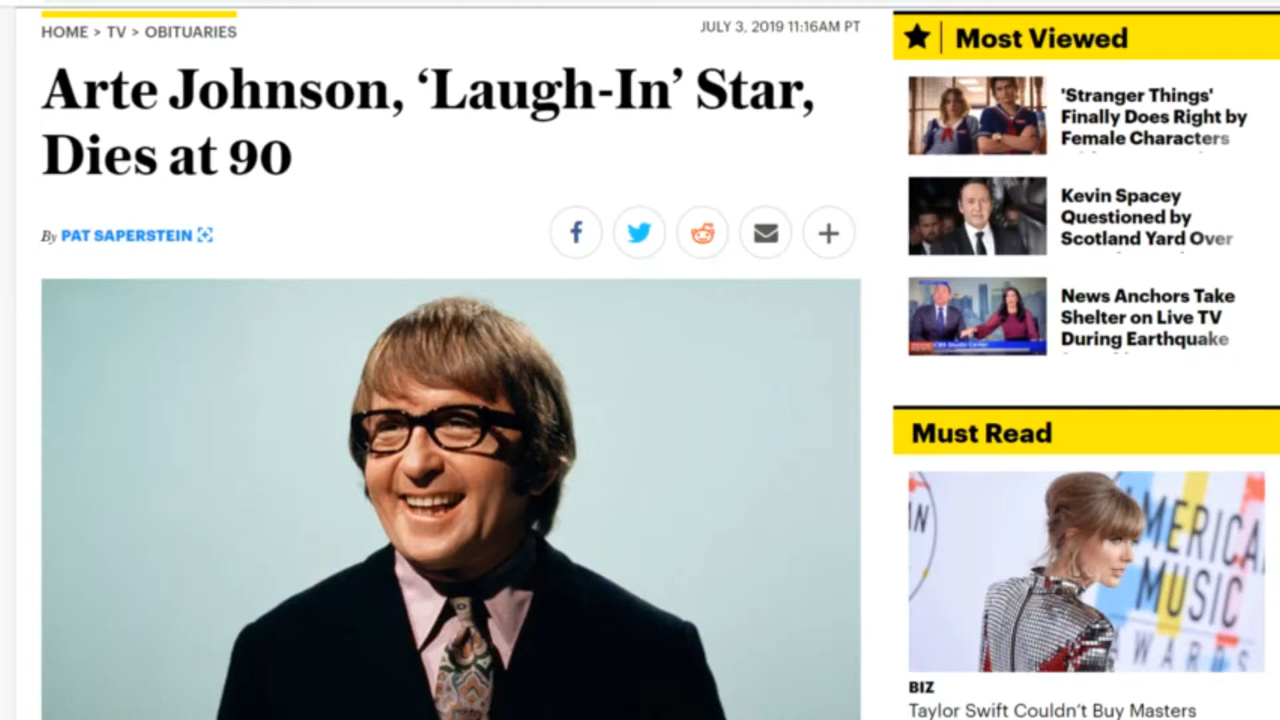 HOME > TV > OBITUARIES
JULY 3, 2019 11:16AM PT
Arte Johnson, ‘Laugh-In’ Star,
Dies at 90
By PAT SAPERSTEIN
Most Viewed
'Stranger Things'
Finally Does Right by
Female Characters
Kevin Spacey
Questioned by
Scotland Yard Over
News Anchors Take
Shelter on Live TV
During Earthquake
Must Read
AN
AMERICAN
MUSIC
AWARDS
BIZ
Taylor Swift Couldn't Buy Masters